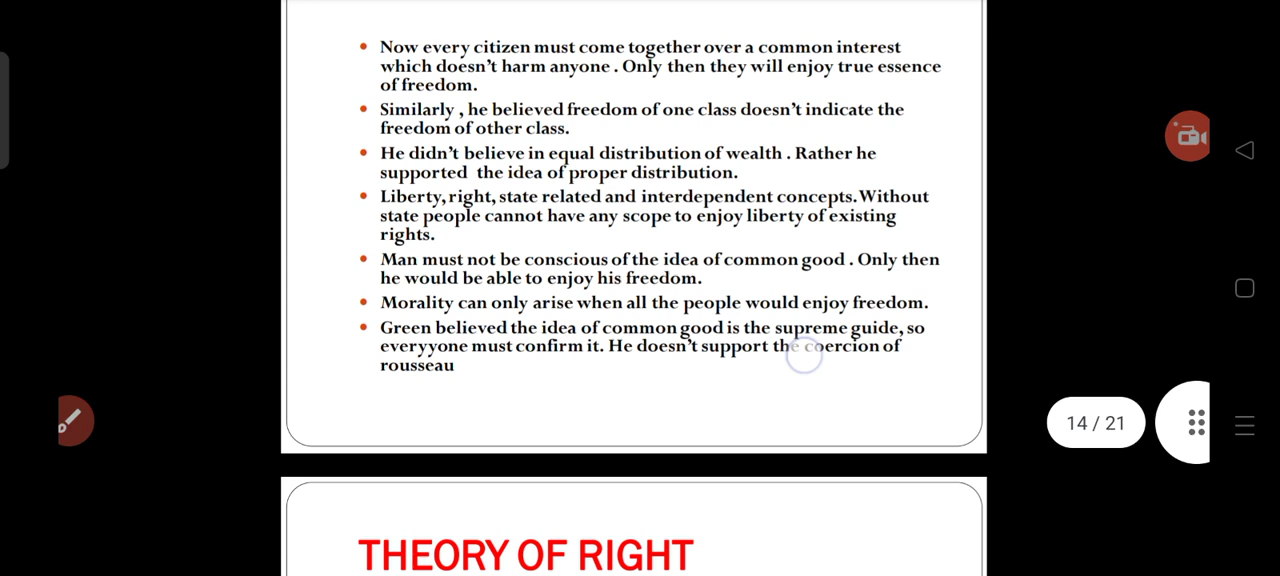 • Now every citizen must come together over a common interest
which doesn't harm anyone . Only then they will enjoy true essence
of freedom.
• Similarly , he believed freedom of one class doesn't indicate the
freedom of other class.
• He didn't believe in equal distribution of wealth . Rather he
supported the idea of proper distribution.
• Liberty, right, state related and interdependent concepts. Without
state people cannot have any scope to enjoy liberty of existing
rights.
• Man must not be conscious of the idea of common good . Only then
he would be able to enjoy his freedom.
• Morality can only arise when all the people would enjoy freedom.
• Green believed the idea of common good is the supreme guide, so
everyyone must confirm it. He doesn't support the coercion of
rousseau
14 / 21
THEORY OF RIGHT